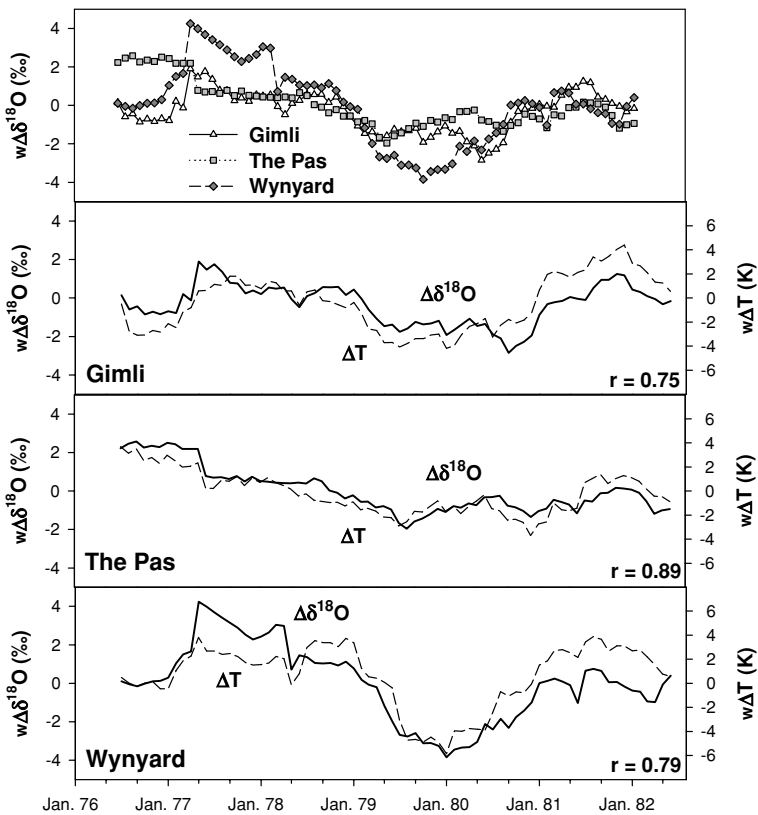 wΔδ¹⁸O (‰)
4
2
0
-2
-4
Gimli
The Pas
Wynyard
wΔδ¹⁸O (‰)
4
2
0
-2
-4
Δδ¹⁸O
ΔT
Gimli
r = 0.75
6
4
2
0
-2
-4
-6
wΔT (K)
wΔδ¹⁸O (‰)
4
2
0
-2
-4
Δδ¹⁸O
ΔT
The Pas
r = 0.89
6
4
2
0
-2
-4
-6
wΔT (K)
wΔδ¹⁸O (‰)
4
2
0
-2
-4
Δδ¹⁸O
ΔT
Wynyard
r = 0.79
6
4
2
0
-2
-4
-6
wΔT (K)
Jan. 76 Jan. 77 Jan. 78 Jan. 79 Jan. 80 Jan. 81 Jan. 82